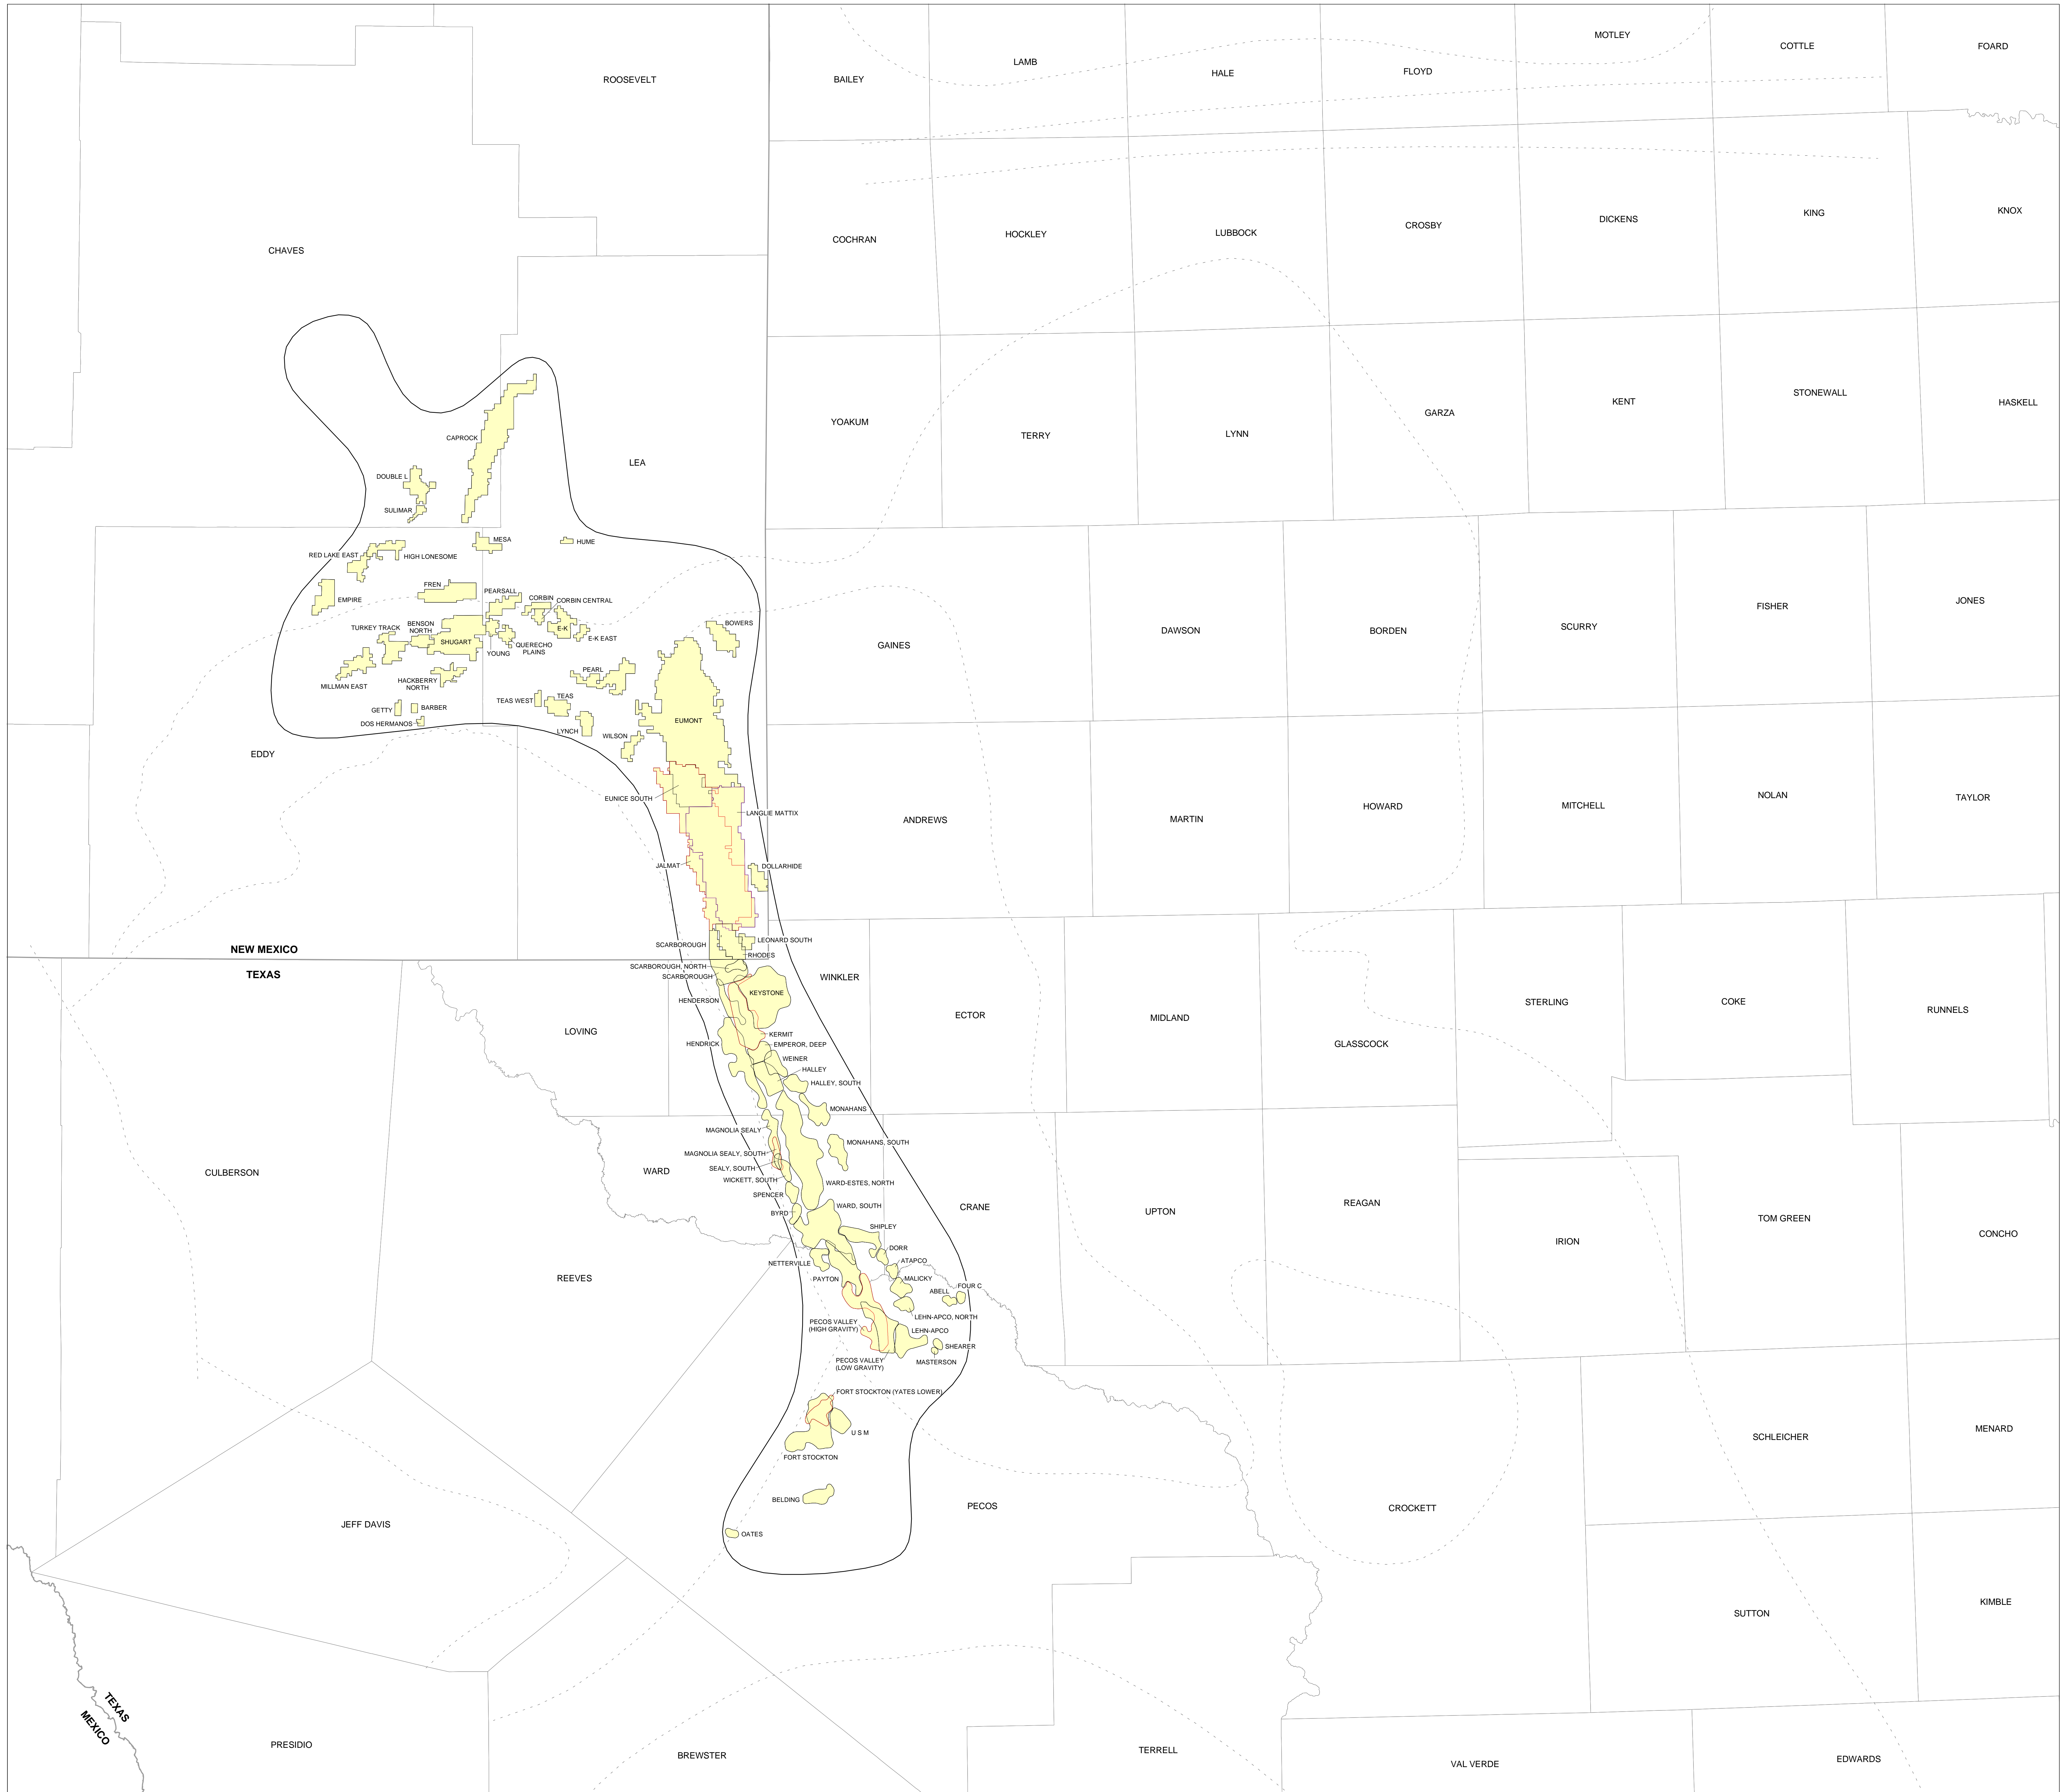 MOTLEY
COTTLE
FOARD
LAMB
HALE
FLOYD
ROOSEVELT
BAILEY
KING
KNOX
DICKENS
CROSBY
LUBBOCK
HOCKLEY
COCHRAN
CHAVES
STONEWALL
HASKELL
KENT
GARZA
YOAKUM
TERRY
LYNN
CAPROCK
LEA
DOUBLE L
SULIMAR
MESA
HUME
RED LAKE EAST
HIGH LONESOME
FREN
PEARSALL
EMPIRE
CORBIN
CORBIN CENTRAL
JONES
FISHER
SCURRY
BORDEN
DAWSON
GAINES
BOWERS
TURKEY TRACK
BENSON
NORTH
SHUGART
E-K
E-K EAST
YOUNG
QUERECHO
PLAINS
PEARL
MILLMAN EAST
HACKBERRY
NORTH
TEAS WEST
TEAS
GETTY
BARBER
DOS HERMANOS
LYNCH
WILSON
EUMONT
EDDY
EUNICE SOUTH
LANGLIE MATTIX
ANDREWS
MARTIN
HOWARD
MITCHELL
NOLAN
TAYLOR
JALMAT
DOLLARHIDE
NEW MEXICO
TEXAS
SCARBOROUGH
LEONARD SOUTH
RHODES
SCARBOROUGH, NORTH
SCARBOROUGH
WINKLER
KEYSTONE
HENDERSON
LOVING
ECTOR
MIDLAND
GLASSCOCK
STERLING
COKE
RUNNELS
KERMIT
HENDRICK
EMPEROR, DEEP
WEINER
HALLEY
HALLEY, SOUTH
MONAHANS
MAGNOLIA SEALY
MONAHANS, SOUTH
MAGNOLIA SEALY, SOUTH
SEALY, SOUTH
WICKETT, SOUTH
WARD
CULBERSON
WARD-ESTES, NORTH
SPENCER
BYRD
WARD, SOUTH
CRANE
UPTON
REAGAN
IRION
TOM GREEN
CONCHO
SHIPLEY
DORR
NETTERVILLE
ATAPCO
PAYTON
MALICKY
REEVES
ABELL
FOUR C
LEHN-APCO, NORTH
PECOS VALLEY
(HIGH GRAVITY)
LEHN-APCO
SHEARER
MASTERSON
PECOS VALLEY
(LOW GRAVITY)
FORT STOCKTON (YATES LOWER)
U S M
FORT STOCKTON
BELDING
OATES
PECOS
CROCKETT
SCHLEICHER
MENARD
JEFF DAVIS
SUTTON
KIMBLE
TEXAS
MEXICO
PRESIDIO
BREWSTER
TERRELL
VAL VERDE
EDWARDS